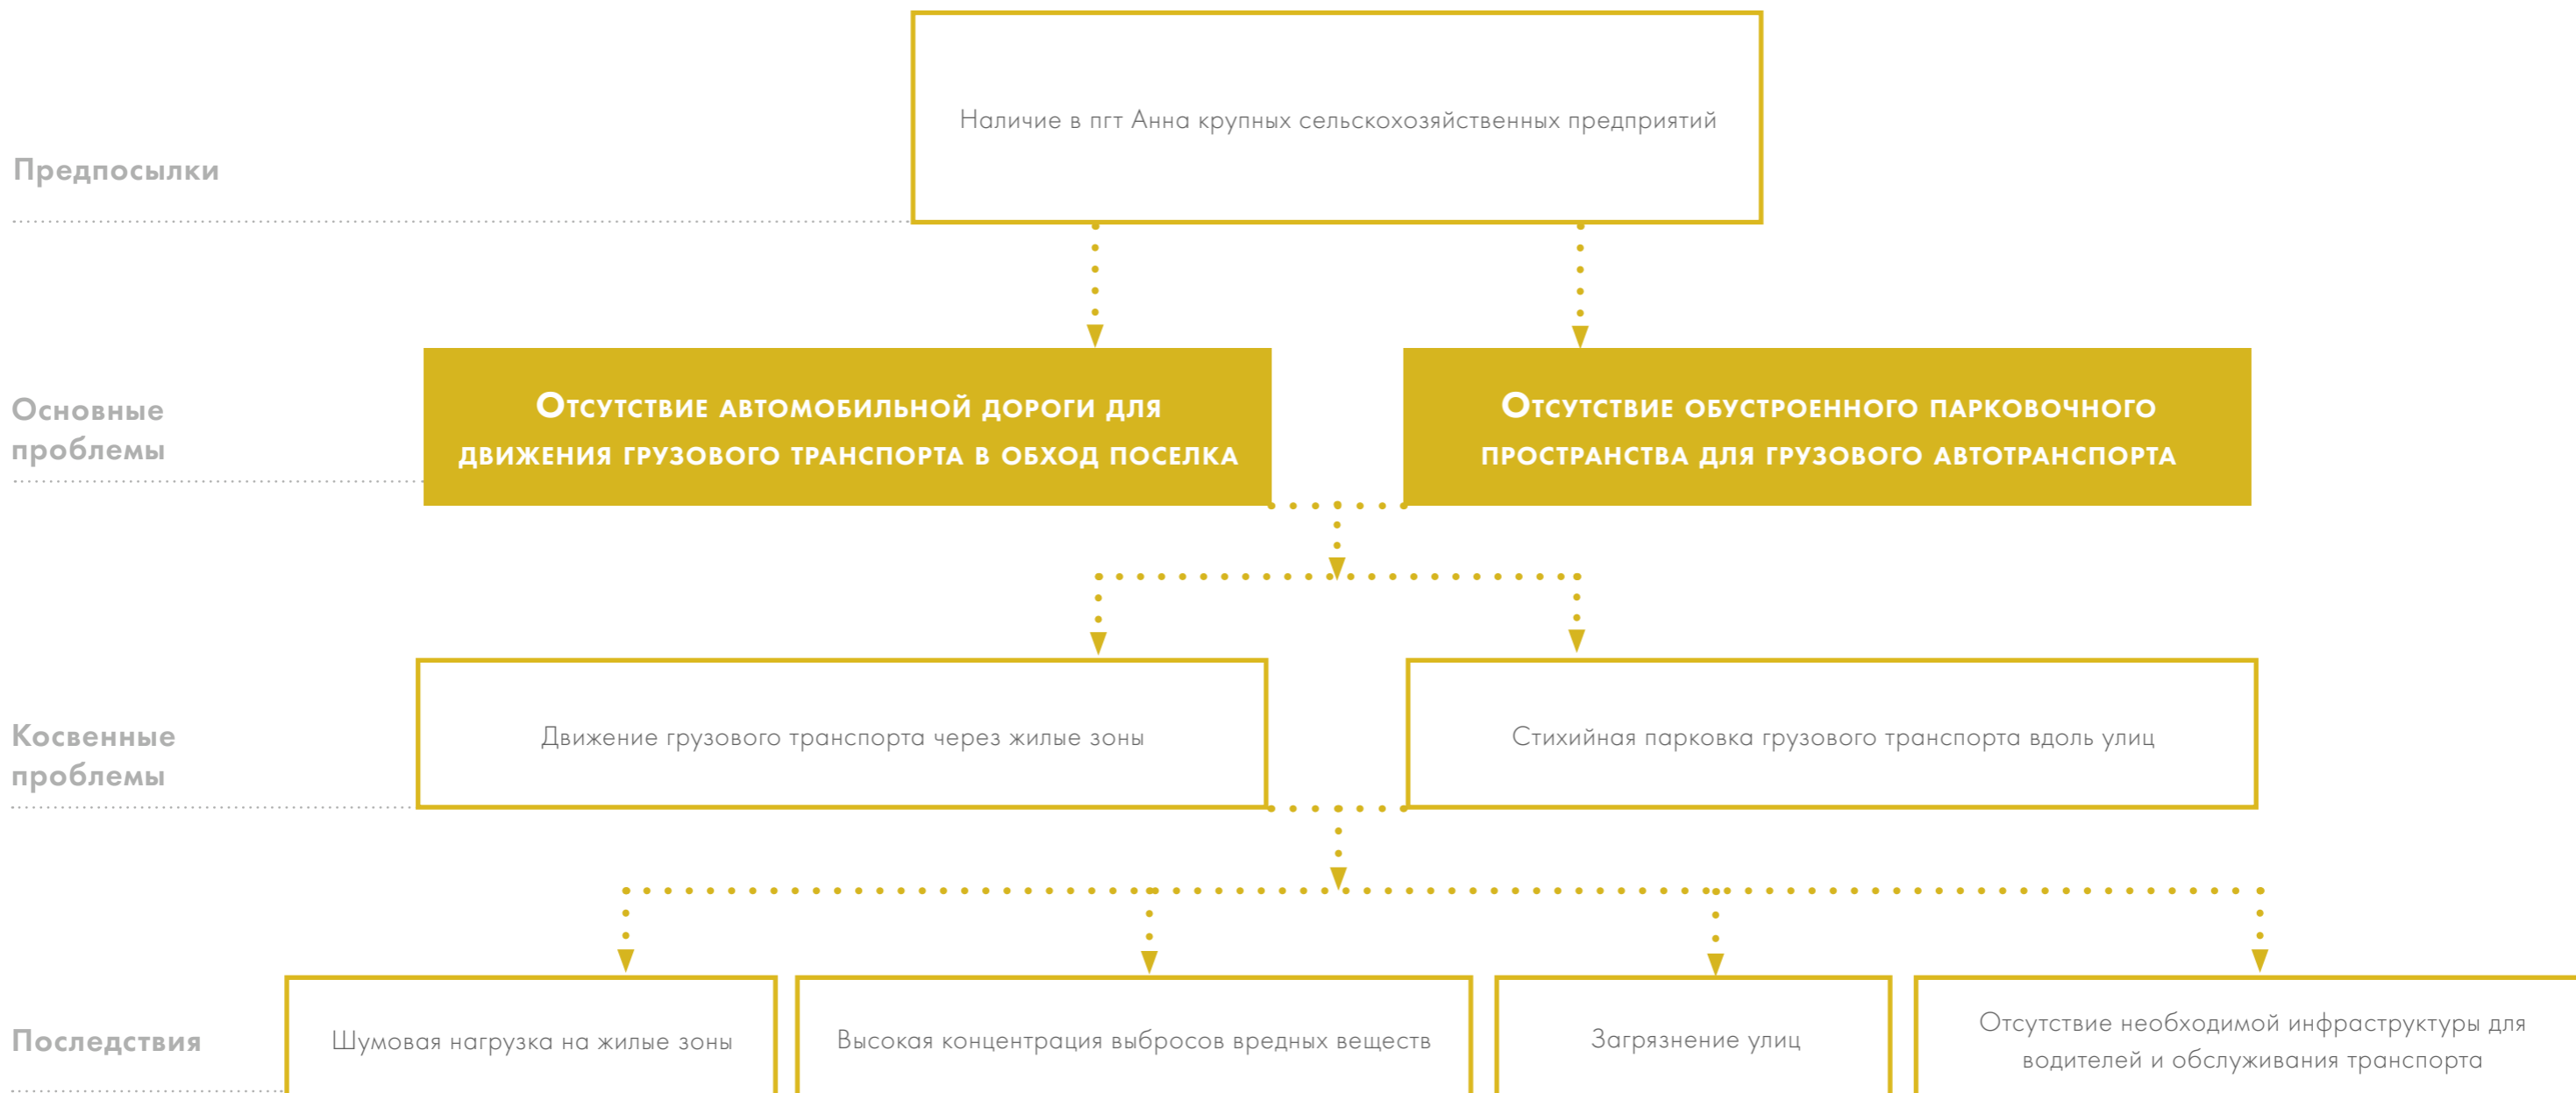 Наличие в пгт Анна крупных сельскохозяйственных предприятий
Предпосылки
Основные
проблемы
Отсутствие автомобильной дороги для
движения грузового транспорта в обход поселка
Отсутствие обустроенного парковочного
пространства для грузового автотранспорта
Косвенные
проблемы
Движение грузового транспорта через жилые зоны
Стихийная парковка грузового транспорта вдоль улиц
Последствия
Шумовая нагрузка на жилые зоны
Высокая концентрация выбросов вредных веществ
Загрязнение улиц
Отсутствие необходимой инфраструктуры для
водителей и обслуживания транспорта